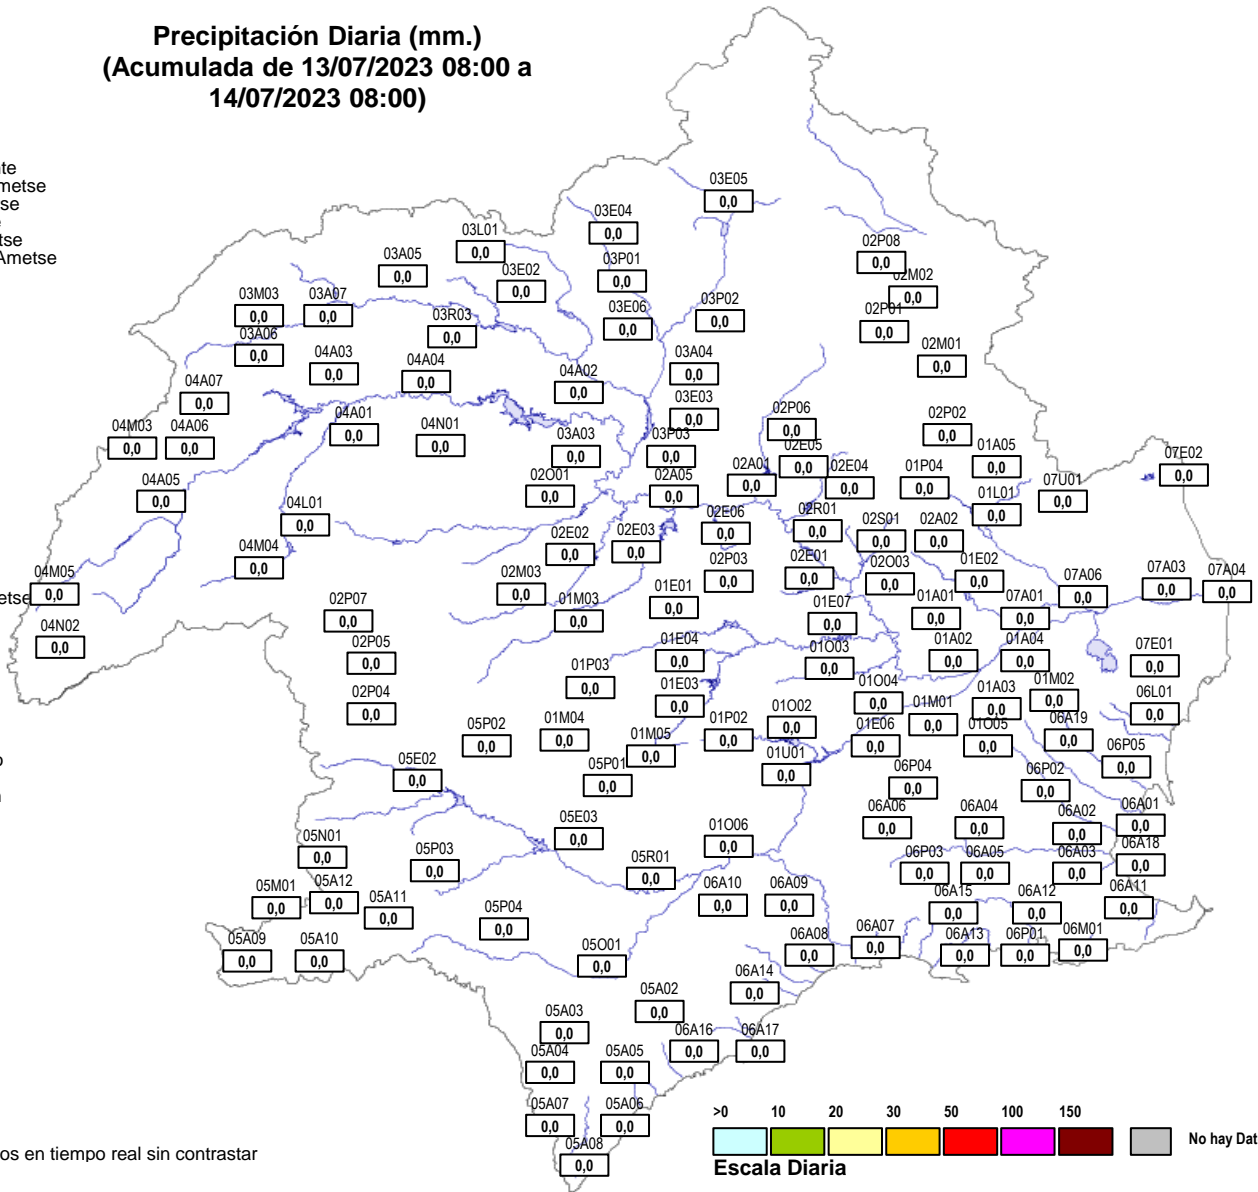 Precipitación Diaria (mm.)
(Acumulada de 13/07/2023 08:00 a
14/07/2023 08:00)
03E05
0,0
03E04
0,0
03L01
0,0
03A05
0,0
03E02
0,0
03P01
0,0
02P08
0,0
02M02
0,0
03M03
0,0
03A07
0,0
03R03
0,0
03E06
0,0
03P02
0,0
02P01
0,0
03A06
0,0
04A03
0,0
04A04
0,0
04A02
0,0
03A04
0,0
02M01
0,0
04A07
0,0
03E03
0,0
04M03
0,0
04A06
0,0
04A01
0,0
04N01
0,0
03A03
0,0
03P03
0,0
02P06
0,0
02P02
0,0
02E05
0,0
01A05
0,0
07E02
0,0
04A05
0,0
02O01
0,0
02A05
0,0
02A01
0,0
02E04
0,0
01P04
0,0
07U01
0,0
01L01
0,0
04L01
0,0
02E06
0,0
02R01
0,0
02S01
0,0
02A02
0,0
02E02
0,0
02E03
0,0
04M04
0,0
02P03
0,0
02E01
0,0
02O03
0,0
01E02
0,0
04M05
0,0
02M03
0,0
07A06
0,0
07A03
0,0
07A04
0,0
02P07
0,0
01M03
0,0
01E01
0,0
01E07
0,0
01A01
0,0
07A01
0,0
04N02
0,0
02P05
0,0
01E04
0,0
01O03
0,0
01A02
0,0
01A04
0,0
07E01
0,0
01P03
0,0
01E03
0,0
01O04
0,0
01A03
0,0
01M02
0,0
06L01
0,0
02P04
0,0
05P02
0,0
01M04
0,0
01M05
0,0
01P02
0,0
01O02
0,0
01M01
0,0
01E06
0,0
01O05
0,0
06A19
0,0
06P05
0,0
05E02
0,0
05P01
0,0
01U01
0,0
06P04
0,0
06P02
0,0
05E03
0,0
01O06
0,0
06A06
0,0
06A04
0,0
06A02
0,0
06A01
0,0
05N01
0,0
05P03
0,0
05R01
0,0
06P03
0,0
06A05
0,0
06A03
0,0
06A18
0,0
05M01
0,0
05A12
0,0
05A11
0,0
06A10
0,0
06A09
0,0
06A15
0,0
06A12
0,0
06A11
0,0
05P04
0,0
05A09
0,0
05A10
0,0
05O01
0,0
06A08
0,0
06A07
0,0
06A13
0,0
06P01
0,0
06M01
0,0
06A14
0,0
05A02
0,0
05A03
0,0
06A16
0,0
06A17
0,0
05A04
0,0
05A05
0,0
05A07
0,0
05A06
0,0
05A08
0,0
>0 10 20 30 50 100 150
No hay Dat
Escala Diaria
os en tiempo real sin contrastar